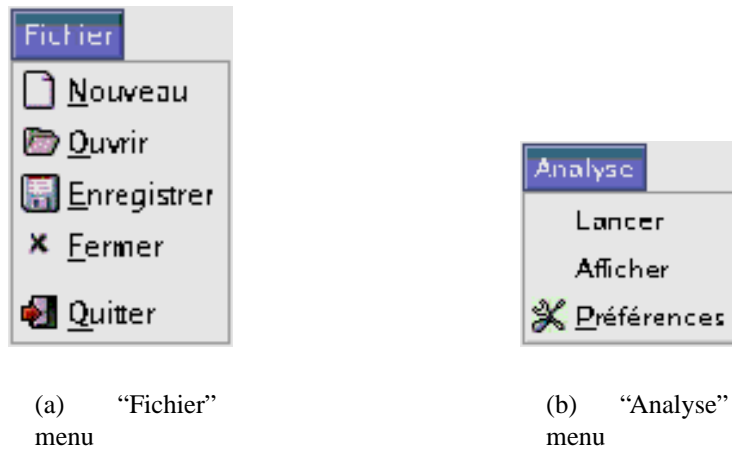 Fichier
Nouveau
Ouvrir
Enregistrer
Fermer
Quitter
(a) “Fichier”
menu
Analyse
Lancer
Afficher
Préférences
(b) “Analyse”
menu